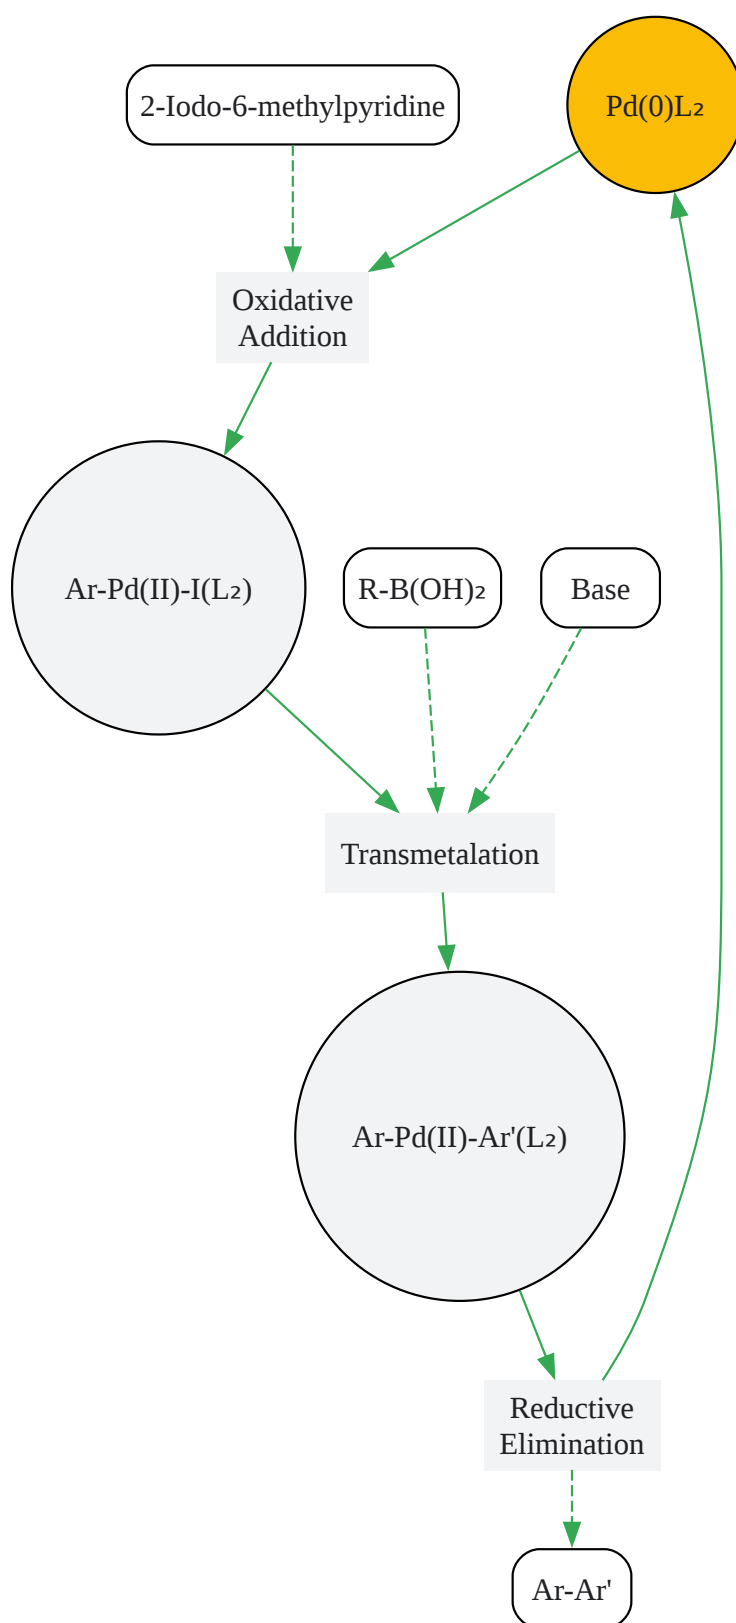 2-Iodo-6-methylpyridine
Pd(0)L₂
Oxidative
Addition
Ar-Pd(II)-I(L₂)
R-B(OH)₂
Base
Transmetalation
Ar-Pd(II)-Ar'(L₂)
Reductive
Elimination
Ar-Ar'